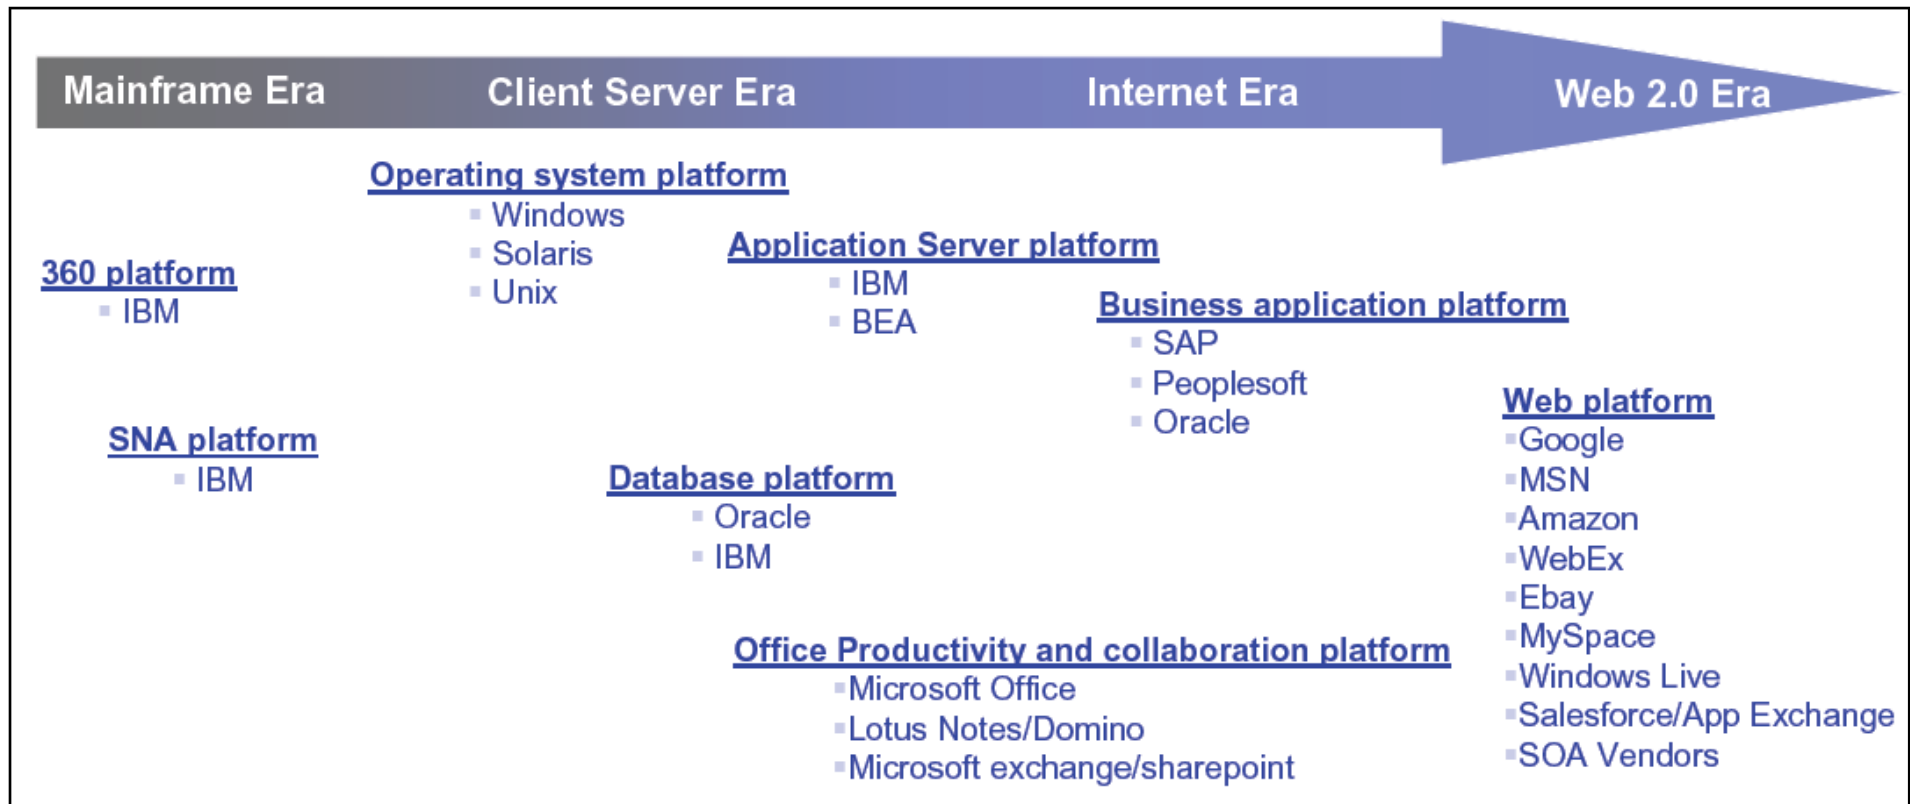 Mainframe Era
Client Server Era
Internet Era
Web 2.0 Era
360 platform
IBM
SNA platform
IBM
Operating system platform
Windows
Solaris
Unix
Database platform
Oracle
IBM
Application Server platform
IBM
BEA
Office Productivity and collaboration platform
Microsoft Office
Lotus Notes/Domino
Microsoft exchange/sharepoint
Business application platform
SAP
Peoplesoft
Oracle
Web platform
Google
MSN
Amazon
WebEx
Ebay
MySpace
Windows Live
Salesforce/App Exchange
SOA Vendors